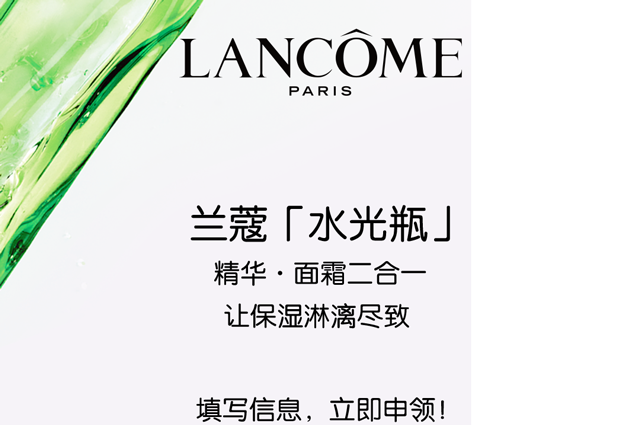 LANCÔME
PARIS
兰蔻「水光瓶」
精华·面霜二合一
让保湿淋漓尽致
填写信息，立即申领!